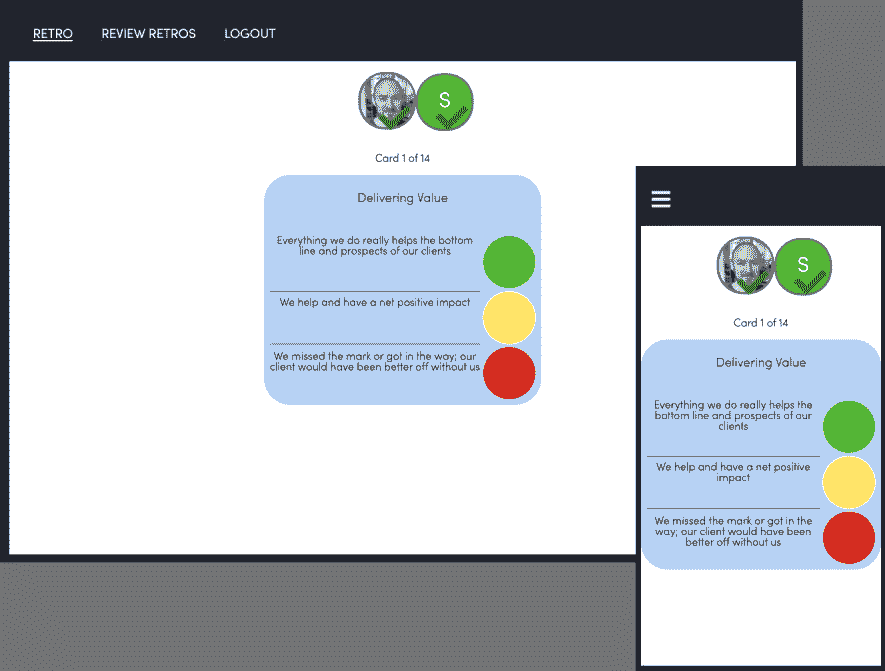 RETRO REVIEW RETROS LOGOUT
S
Card 1 of 14
Delivering Value
Everything we do really helps the bottom
line and prospects of our clients
We help and have a net positive impact
We missed the mark or got in the way; our
client would have been better off without us
S
Card 1 of 14
Delivering Value
Everything we do really helps the
bottom line and prospects of our
clients
We help and have a net positive
impact
We missed the mark or got in the
way; our client would have been
better off without us